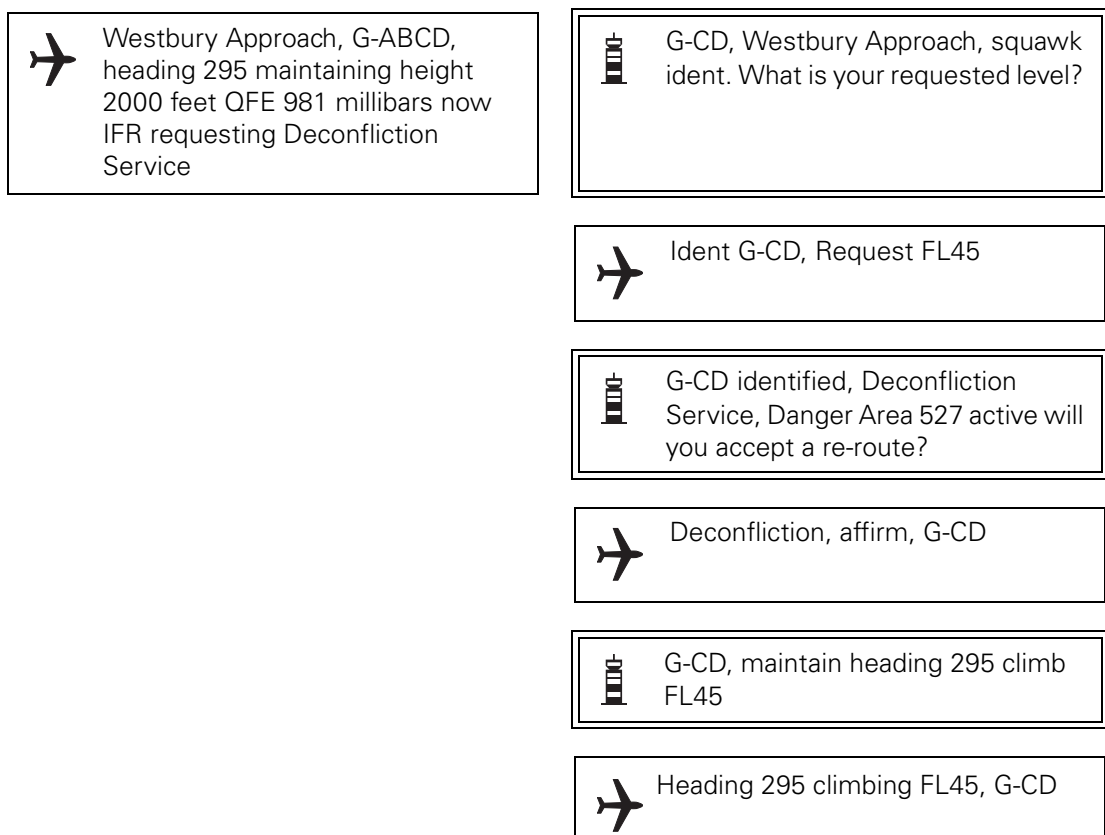 Westbury Approach, G-ABCD,
heading 295 maintaining height
2000 feet QFE 981 millibars now
IFR requesting Deconfliction
Service
G-CD, Westbury Approach, squawk
ident. What is your requested level?
Ident G-CD, Request FL45
G-CD identified, Deconfliction
Service, Danger Area 527 active will
you accept a re-route?
Deconfliction, affirm, G-CD
G-CD, maintain heading 295 climb
FL45
Heading 295 climbing FL45, G-CD